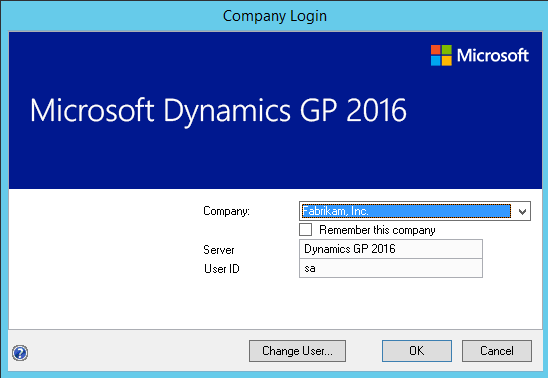 Company Login
Microsoft
Microsoft Dynamics GP 2016
Company: Fabrikam, Inc.
Remember this company
Server Dynamics GP 2016
User ID sa
? Change User... OK Cancel